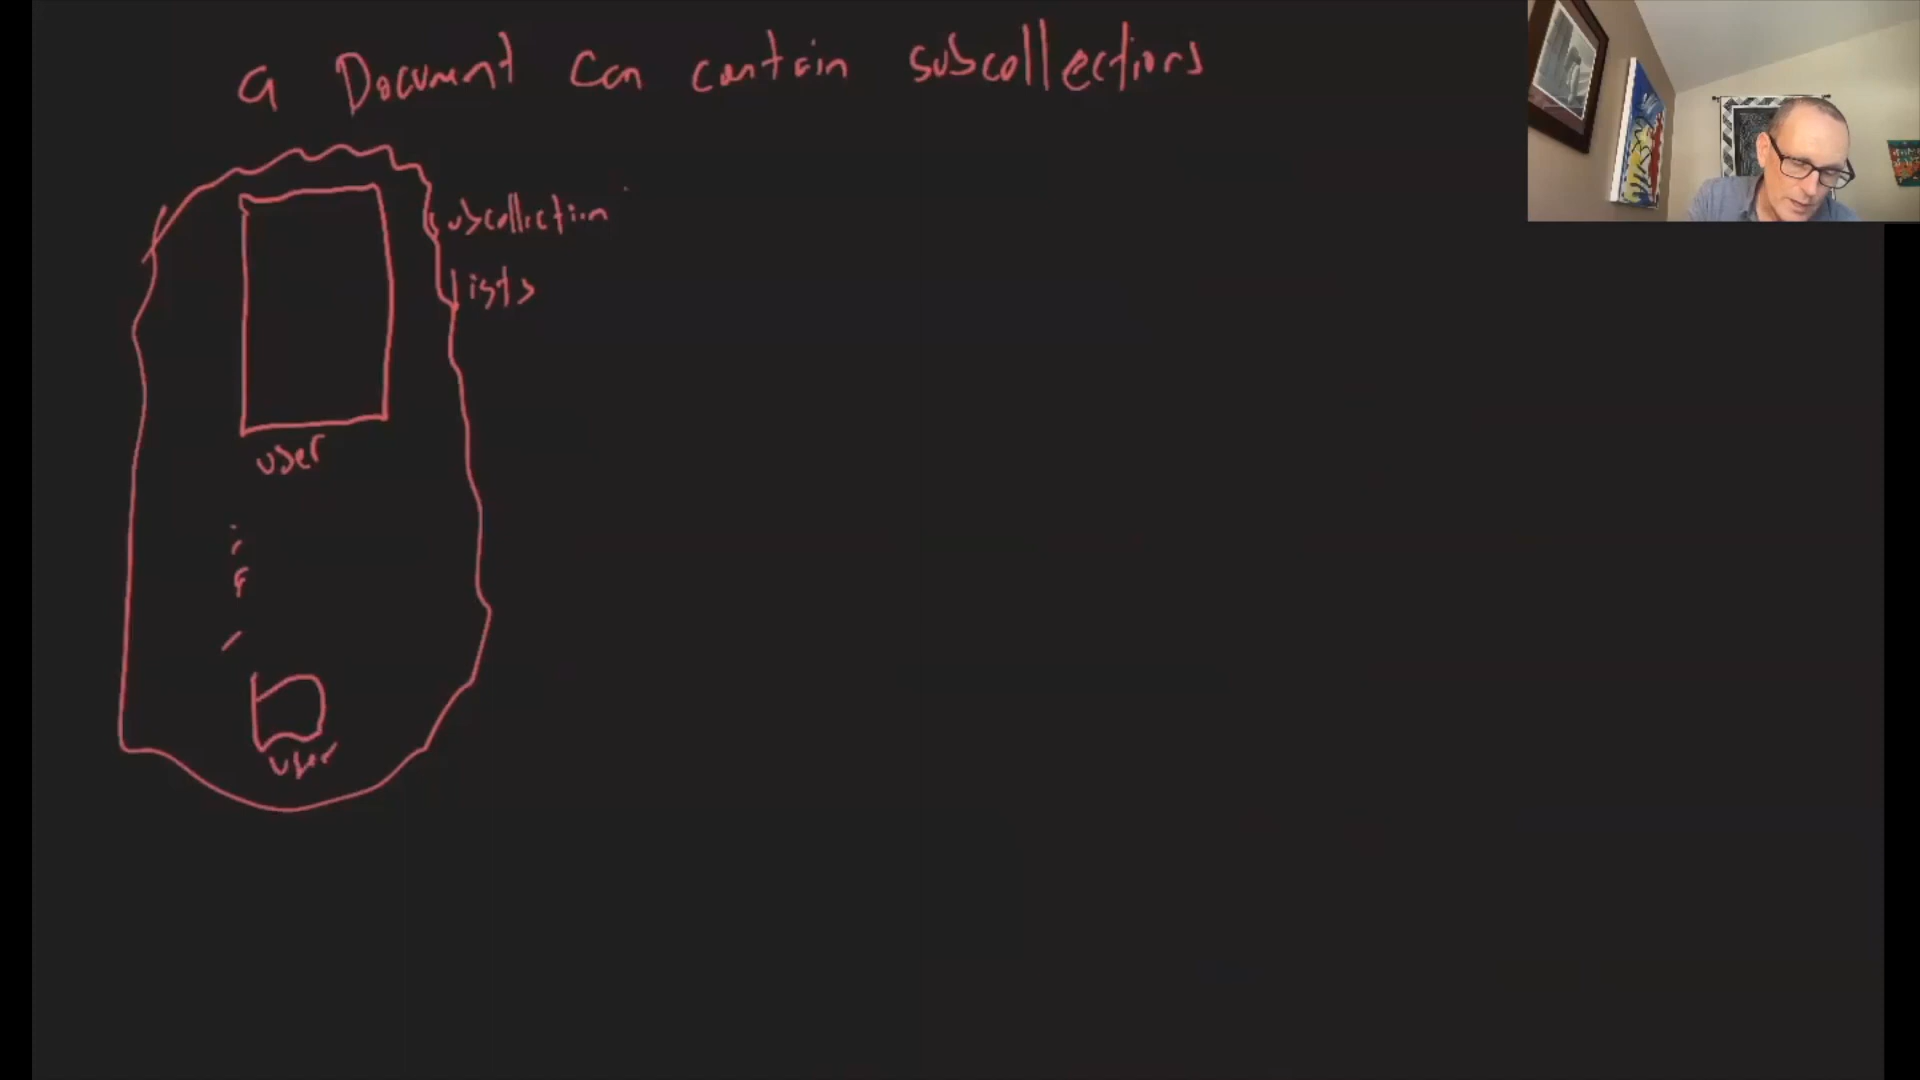 a Document Can contain subcollections
subcollection
lists
user
user